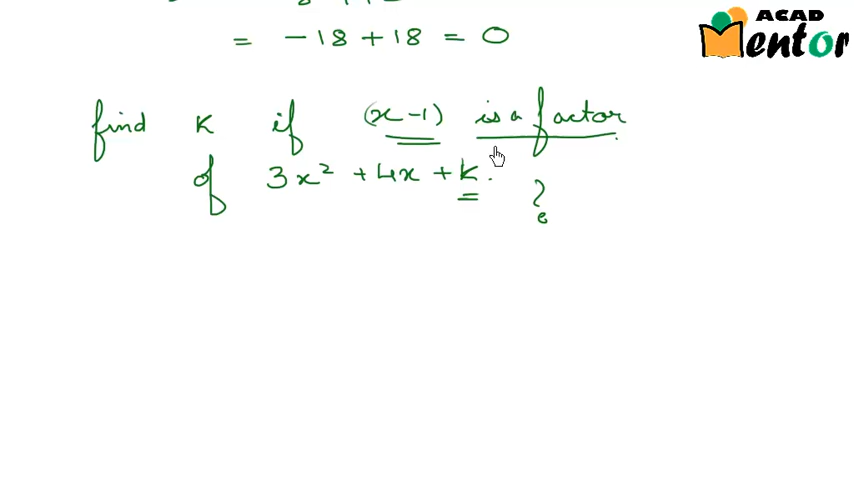 ACAD
Mentor
= -18 + 18 = 0
find K if (x - 1) is a factor
of 3x² + 4x + k. ?